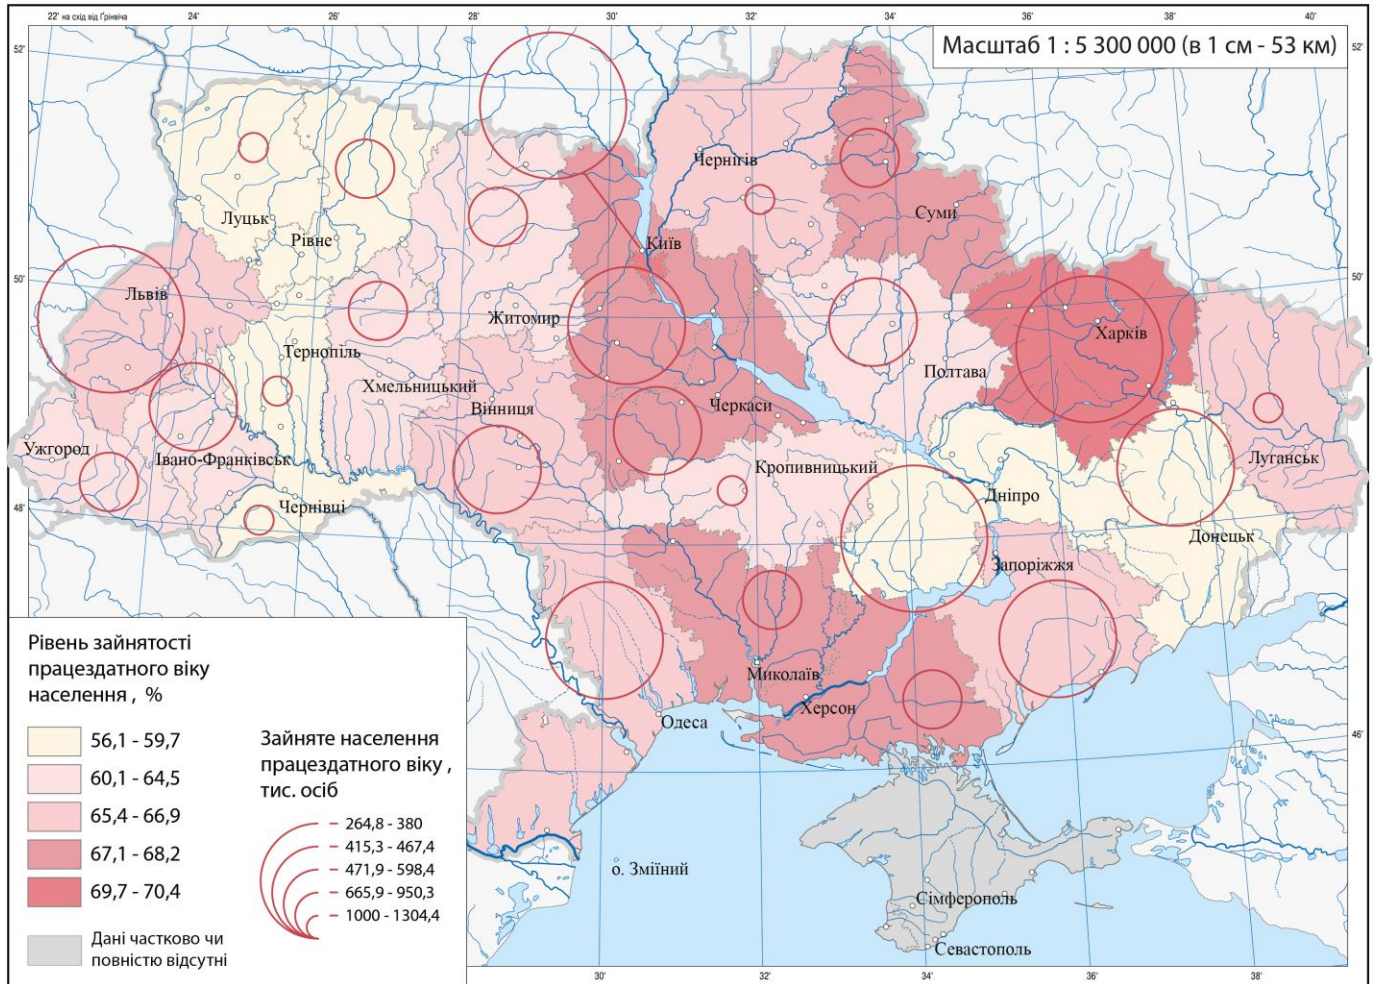 22' на схід від Ґрінвіча
24'
26'
28'
30'
32'
34'
36'
38'
40'
52'
52'
Масштаб 1 : 5 300 000 (в 1 см - 53 км)
Чернігів
Луцьк
Рівне
Суми
Київ
50'
50'
Львів
Житомир
Харків
Тернопіль
Хмельницький
Полтава
Вінниця
Черкаси
Ужгород
Івано-Франківськ
Кропивницький
Луганськ
48'
Чернівці
Дніпро
Донецьк
Запоріжжя
Миколаїв
Херсон
Одеса
46'
о. Зміїний
Сімферополь
Севастополь
Рівень зайнятості
працездатного віку
населення , %
56,1 - 59,7
60,1 - 64,5
65,4 - 66,9
67,1 - 68,2
69,7 - 70,4
Дані частково чи
повністю відсутні
Зайняте населення
працездатного віку ,
тис. осіб
264,8 - 380
415,3 - 467,4
471,9 - 598,4
665,9 - 950,3
1000 - 1304,4
30'
32'
34'
36'
38'